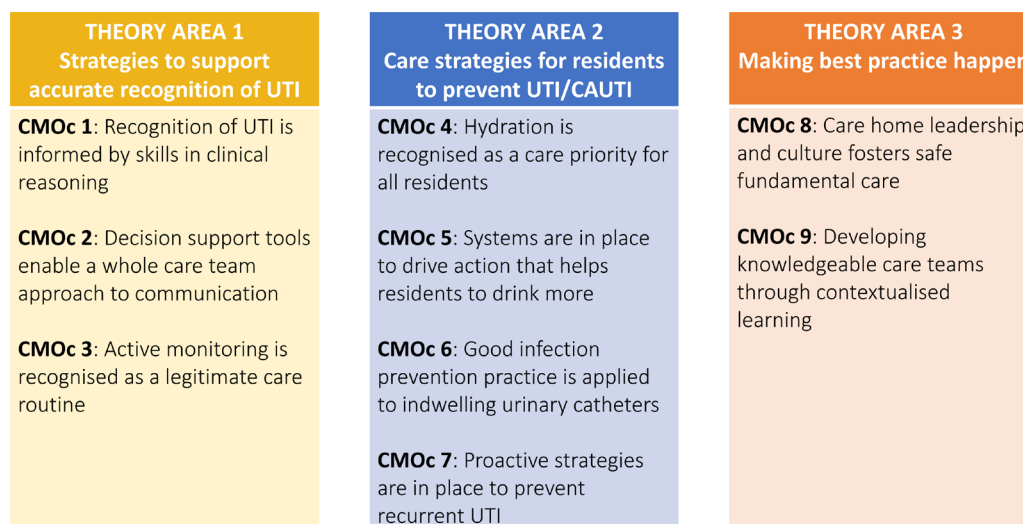 THEORY AREA 1
Strategies to support
accurate recognition of UTI
CMOc 1: Recognition of UTI is
informed by skills in clinical
reasoning
CMOc 2: Decision support tools
enable a whole care team
approach to communication
CMOc 3: Active monitoring is
recognised as a legitimate care
routine
THEORY AREA 2
Care strategies for residents
to prevent UTI/CAUTI
CMOc 4: Hydration is
recognised as a care priority for
all residents
CMOc 5: Systems are in place
to drive action that helps
residents to drink more
CMOc 6: Good infection
prevention practice is applied
to indwelling urinary catheters
CMOc 7: Proactive strategies
are in place to prevent
recurrent UTI
THEORY AREA 3
Making best practice happen
CMOc 8: Care home leadership
and culture fosters safe
fundamental care
CMOc 9: Developing
knowledgeable care teams
through contextualised
learning